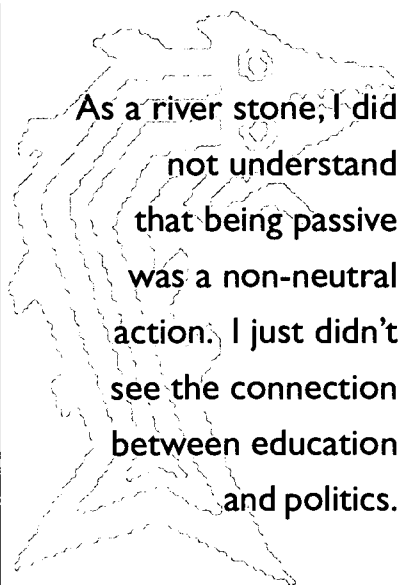 As a river stone, I did
not understand
that being passive
was a non-neutral
action. I just didn't
see the connection
between education
and politics.